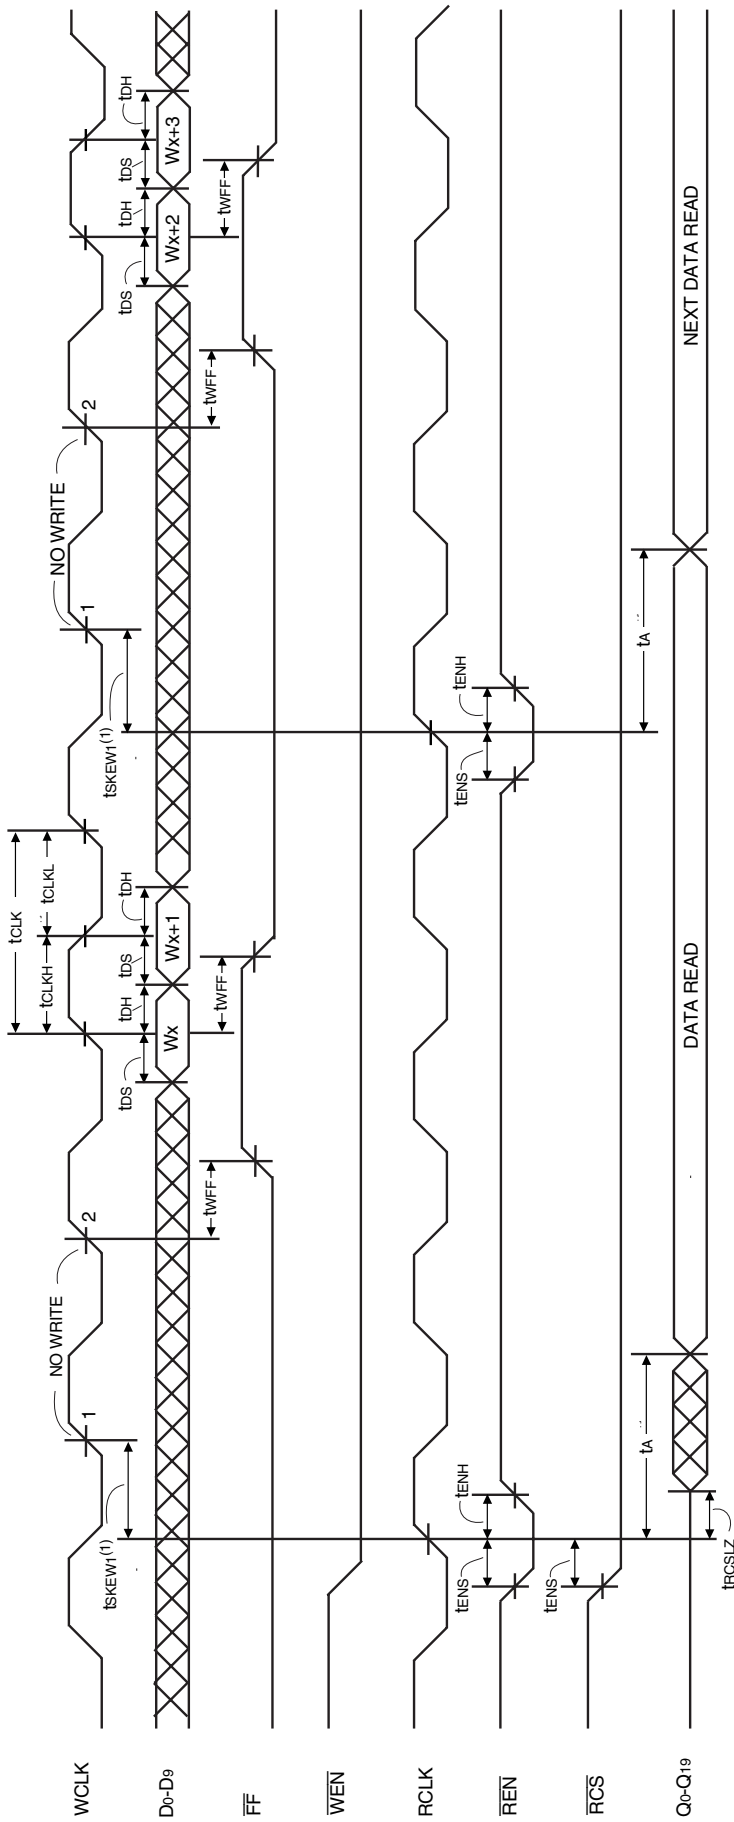 WCLK
tSKEW1(1)
1
NO WRITE
2
tCLK
tCLKH
tCLKL
tSKEW1(1)
1
NO WRITE
2
D0-D9
tDS
tDH
tDS
tDH
Wx
Wx+1
tDS
tDH
tDS
tDH
Wx+2
Wx+3
FF
tWFF
tWFF
tWFF
tWFF
WEN
RCLK
REN
tENS
tENH
tENS
tENH
RCS
tENS
Q0-Q19
tRCSLZ
tA
DATA READ
tA
NEXT DATA READ